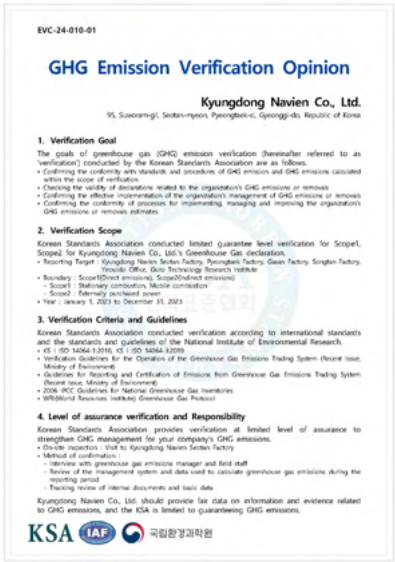 EVC-24-010-01
GHG Emission Verification Opinion
Kyungdong Navien Co., Ltd.
95, Suworam-gil, Seotan-myeon, Pyeongtaek-si, Gyeonggi-do, Republic of Korea
1. Verification Goal
The goals of greenhouse gas (GHG) emission verification (hereinafter referred to as
'verification') conducted by the Korean Standards Association are as follows.
• Confirming the conformity with standards and procedures of GHG emission and GHG emissions calculated
within the scope of verification
• Checking the validity of declarations related to the organization's GHG emissions or removals
• Confirming the effective implementation of the organization's management of GHG emissions or removals
• Confirming the conformity of processes for implementing, managing and improving the organization's
GHG emissions or removals estimates
2. Verification Scope
Korean Standards Association conducted limited guarantee level verification for Scope1,
Scope2 for Kyungdong Navien Co., Ltd.'s Greenhouse Gas declaration.
• Reporting Target : Kyungdong Navien Seotan Factory, Pyeongtaek Factory, Gasan Factory, Songtan Factory,
Yeouido Office, Guro Technology Research Institute
• Boundary : Scope1(Direct emissions), Scope2(Indirect emissions)
- Scope1 : Stationary combustion, Mobile combustion
- Scope2 : Externally purchased power
• Year : January 1, 2023 to December 31, 2023
3. Verification Criteria and Guidelines
Korean Standards Association conducted verification according to international standards
and the standards and guidelines of the National Institute of Environmental Research.
• KS I ISO 14064-1:2018, KS I ISO 14064-3:2019
• Verification Guidelines for the Operation of the Greenhouse Gas Emissions Trading System (Recent Issue,
Ministry of Environment)
• Guidelines for Reporting and Certification of Emissions from Greenhouse Gas Emissions Trading System
(Recent Issue, Ministry of Environment)
• 2006 IPCC Guidelines for National Greenhouse Gas Inventories
• WRI(World Resources Institute) Greenhouse Gas Protocol
4. Level of assurance verification and Responsibility
Korean Standards Association provides verification at limited level of assurance to
strengthen GHG management for your company's GHG emissions.
• On-site inspection : Visit to Kyungdong Navien Seotan Factory
• Method of confirmation :
- Interview with greenhouse gas emissions manager and field staff
- Review of the management system and data used to calculate greenhouse gas emissions during the
reporting period
- Tracking review of internal documents and basic data
Kyungdong Navien Co., Ltd. should provide fair data on information and evidence related
to GHG emissions, and the KSA is limited to guaranteeing GHG emissions.
KSA IAF 국립환경과학원